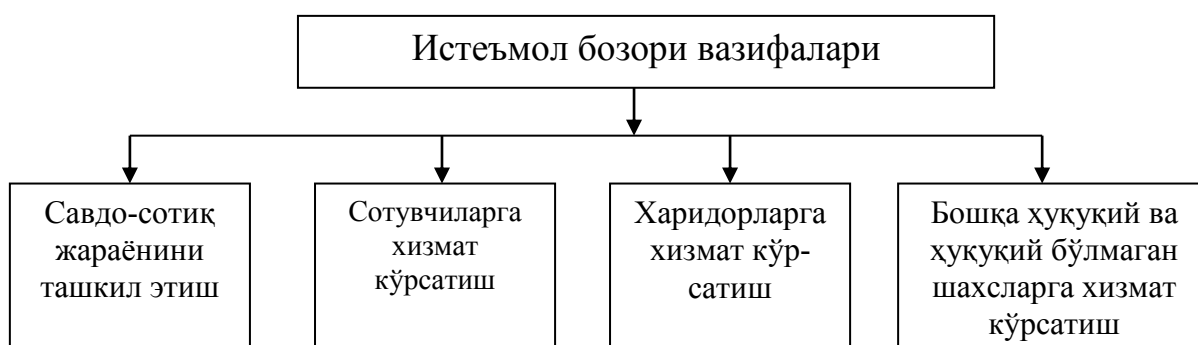 Истеъмол бозори вазифалари
Савдо-сотиқ
жараёнини
ташкил этиш
Сотувчиларга
хизмат
кўрсатиш
Харидорларга
хизмат кўр-
сатиш
Бошқа ҳуқуқий ва
ҳуқуқий бўлмаган
шахсларга хизмат
кўрсатиш